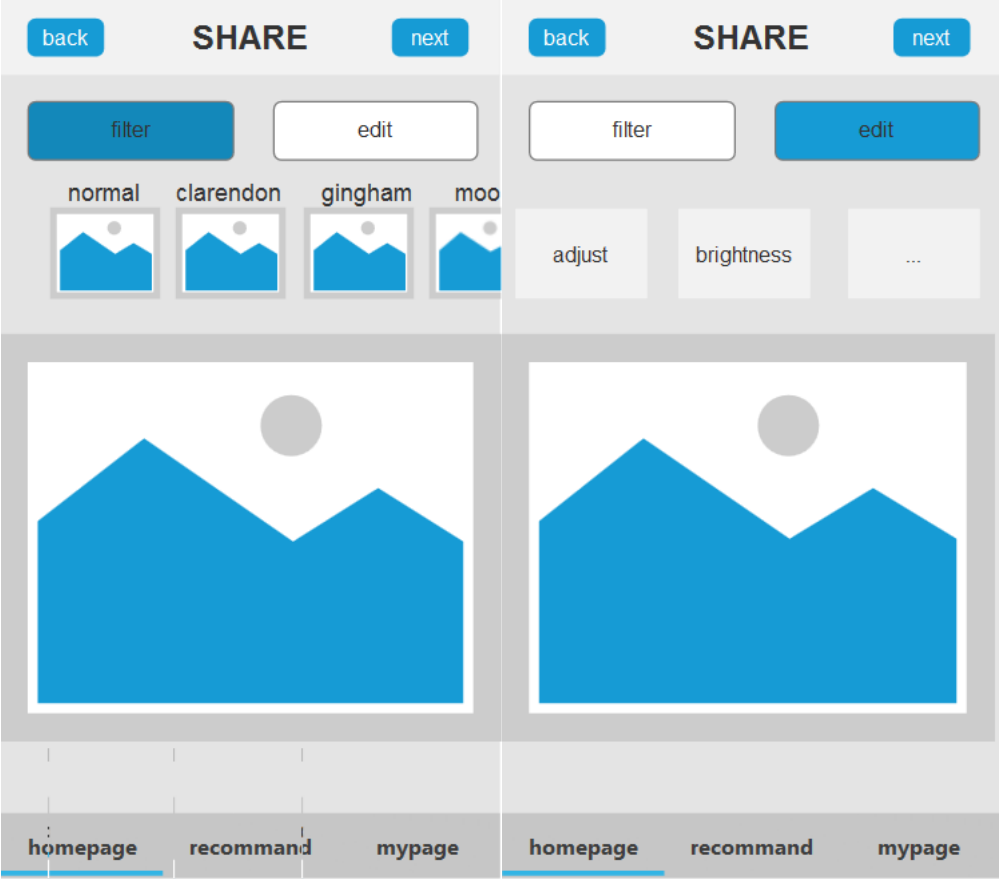 back SHARE next
filter edit
normal clarendon gingham moo
homepage recommand mypage
back SHARE next
filter edit
adjust brightness ...
homepage recommand mypage